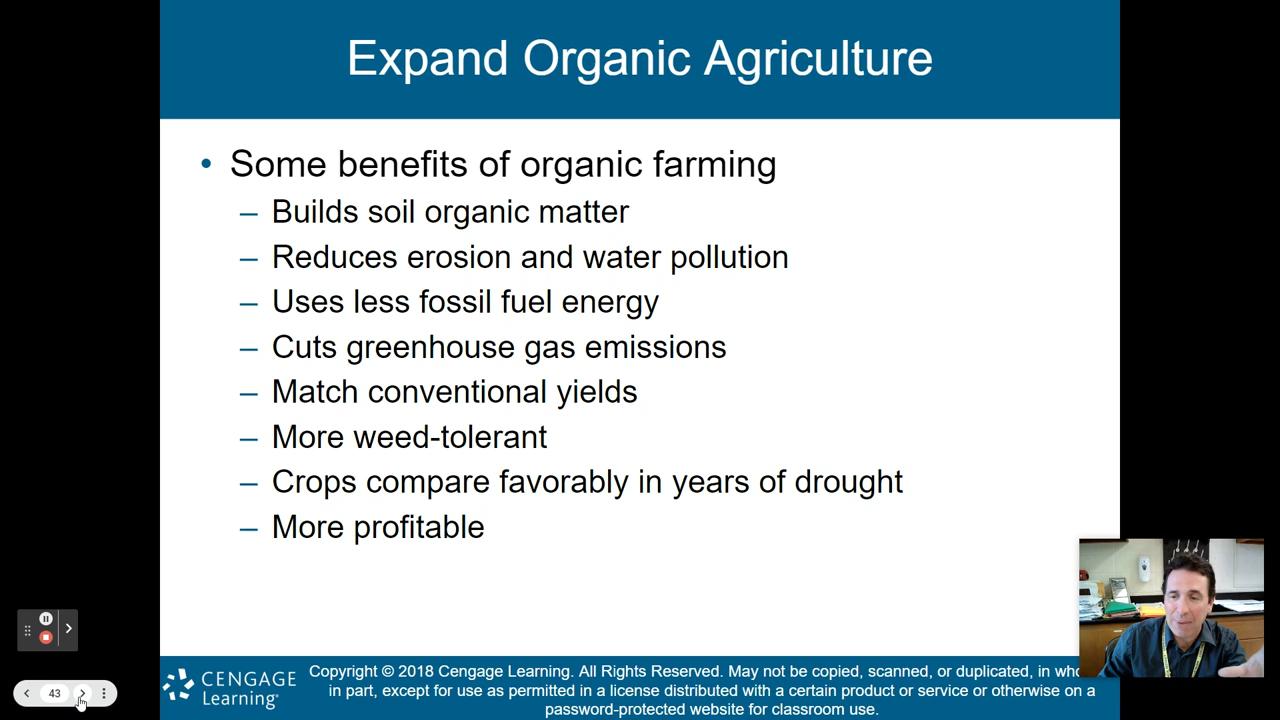 Expand Organic Agriculture
• Some benefits of organic farming
– Builds soil organic matter
– Reduces erosion and water pollution
– Uses less fossil fuel energy
– Cuts greenhouse gas emissions
– Match conventional yields
– More weed-tolerant
– Crops compare favorably in years of drought
– More profitable
43
CENGAGE
Learning
Copyright © 2018 Cengage Learning. All Rights Reserved. May not be copied, scanned, or duplicated, in
in part, except for use as permitted in a license distributed with a certain product or service or otherwise on a
password-protected website for classroom use.